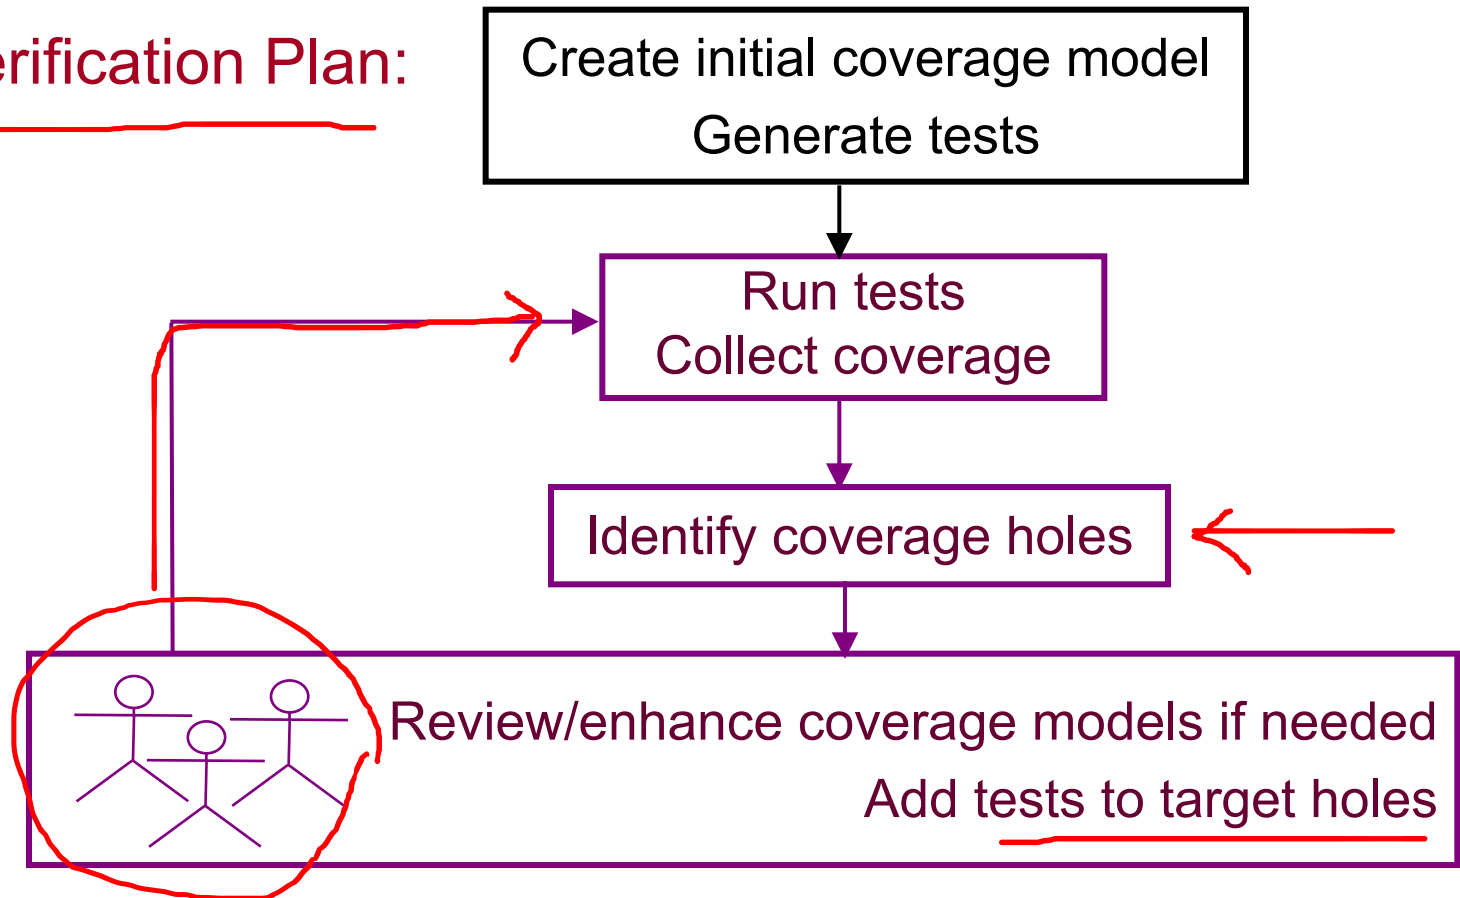 erification Plan:
Create initial coverage model
Generate tests
Run tests
Collect coverage
Identify coverage holes
Review/enhance coverage models if needed
Add tests to target holes